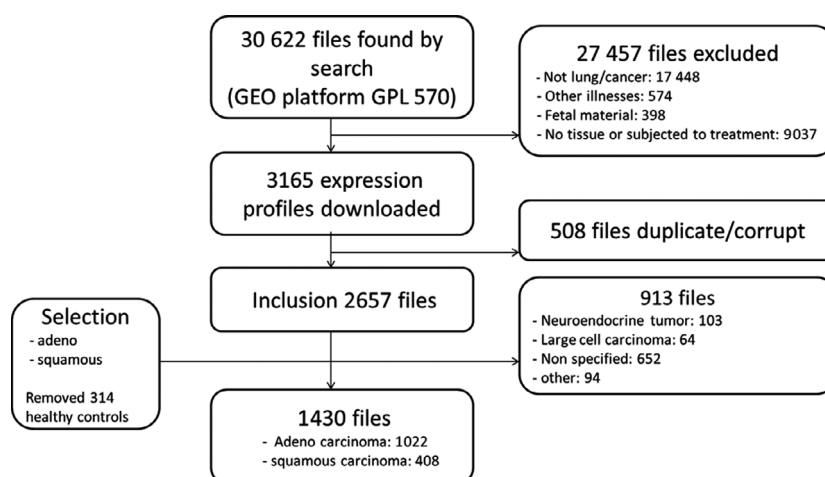 30 622 files found by
search
(GEO platform GPL 570)
27 457 files excluded
- Not lung/cancer: 17 448
- Other illnesses: 574
- Fetal material: 398
- No tissue or subjected to treatment: 9037
3165 expression
profiles downloaded
508 files duplicate/corrupt
Inclusion 2657 files
913 files
- Neuroendocrine tumor: 103
- Large cell carcinoma: 64
- Non specified: 652
- other: 94
Selection
- adeno
- squamous
Removed 314
healthy controls
1430 files
- Adeno carcinoma: 1022
- squamous carcinoma: 408